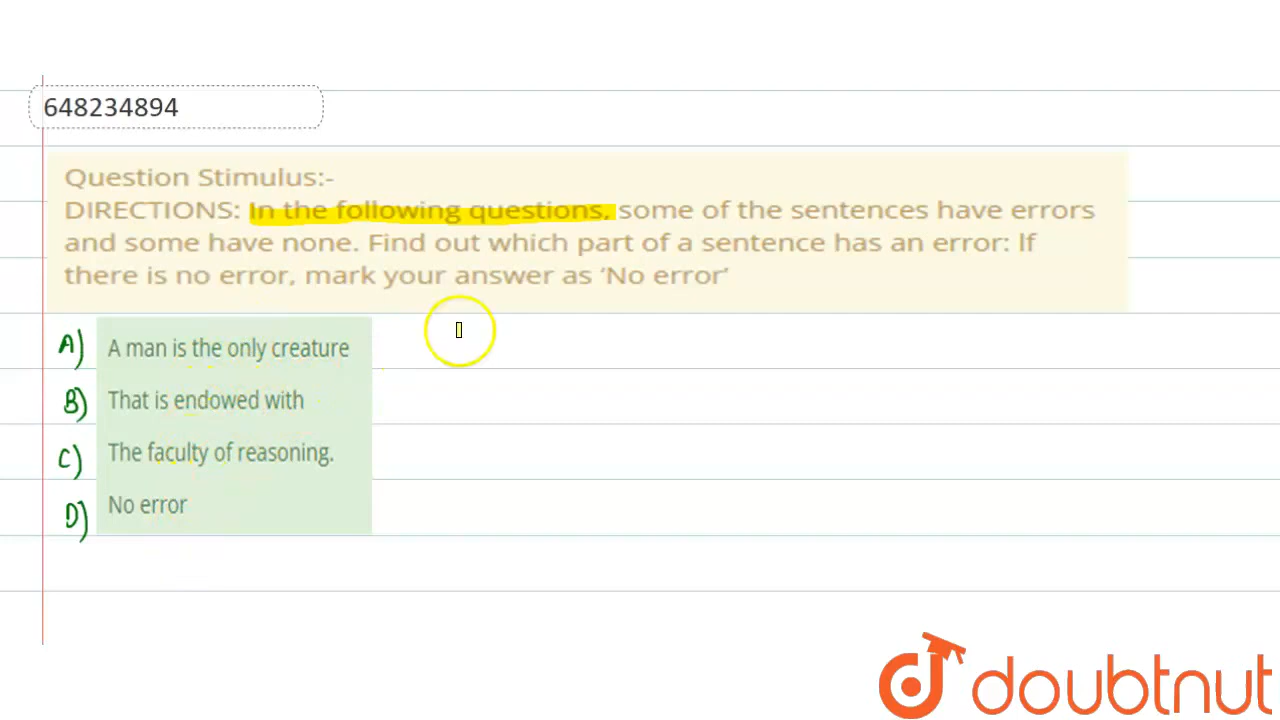 648234894
Question Stimulus:-
DIRECTIONS: In the following questions, some of the sentences have errors
and some have none. Find out which part of a sentence has an error: If
there is no error, mark your answer as ‘No error’
A) A man is the only creature
B) That is endowed with
C) The faculty of reasoning.
D) No error
doubtnut